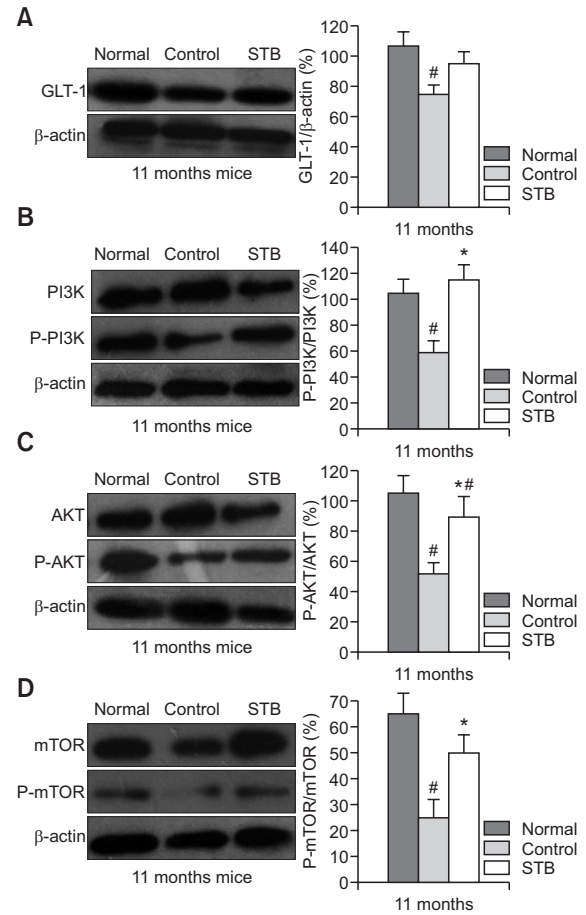 A
Normal Control STB
GLT-1
β-actin
11 months mice
GLT-1/β-actin (%)
120
100
80
60
40
20
0
#
11 months
Normal
Control
STB
B
Normal Control STB
PI3K
P-PI3K
β-actin
11 months mice
P-PI3K/PI3K (%)
140
120
100
80
60
40
20
0
#
*
11 months
Normal
Control
STB
C
Normal Control STB
AKT
P-AKT
β-actin
11 months mice
P-AKT/AKT (%)
120
100
80
60
40
20
0
#
*#
11 months
Normal
Control
STB
D
Normal Control STB
mTOR
P-mTOR
β-actin
11 months mice
P-mTOR/mTOR (%)
70
60
50
40
30
20
10
0
#
*
11 months
Normal
Control
STB